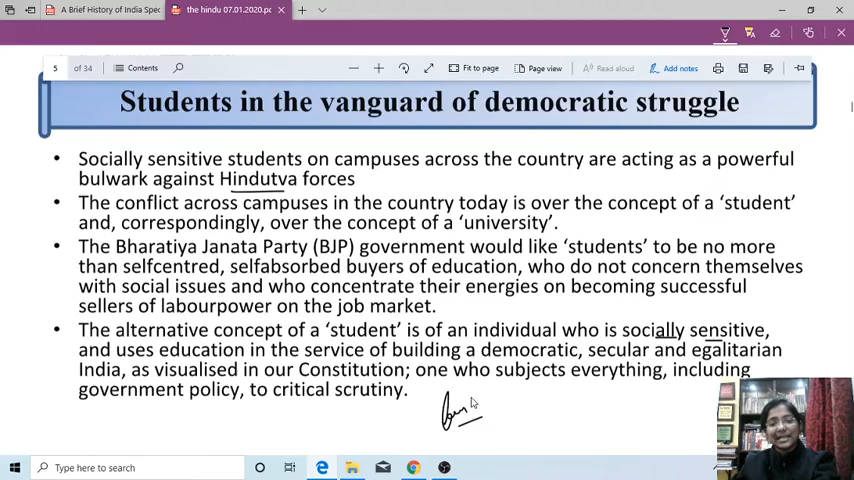 A Brief History of India Spec
the hindu 07.01.2020.pc
5 of 34 Contents Fit to page Page view Read aloud Add notes
Students in the vanguard of democratic struggle
• Socially sensitive students on campuses across the country are acting as a powerful
bulwark against Hindutva forces
• The conflict across campuses in the country today is over the concept of a ‘student’
and, correspondingly, over the concept of a ‘university’.
• The Bharatiya Janata Party (BJP) government would like ‘students’ to be no more
than selfcentred, selfabsorbed buyers of education, who do not concern themselves
with social issues and who concentrate their energies on becoming successful
sellers of labourpower on the job market.
• The alternative concept of a ‘student’ is of an individual who is socially sensitive,
and uses education in the service of building a democratic, secular and egalitarian
India, as visualised in our Constitution; one who subjects everything, including
government policy, to critical scrutiny.
Type here to search